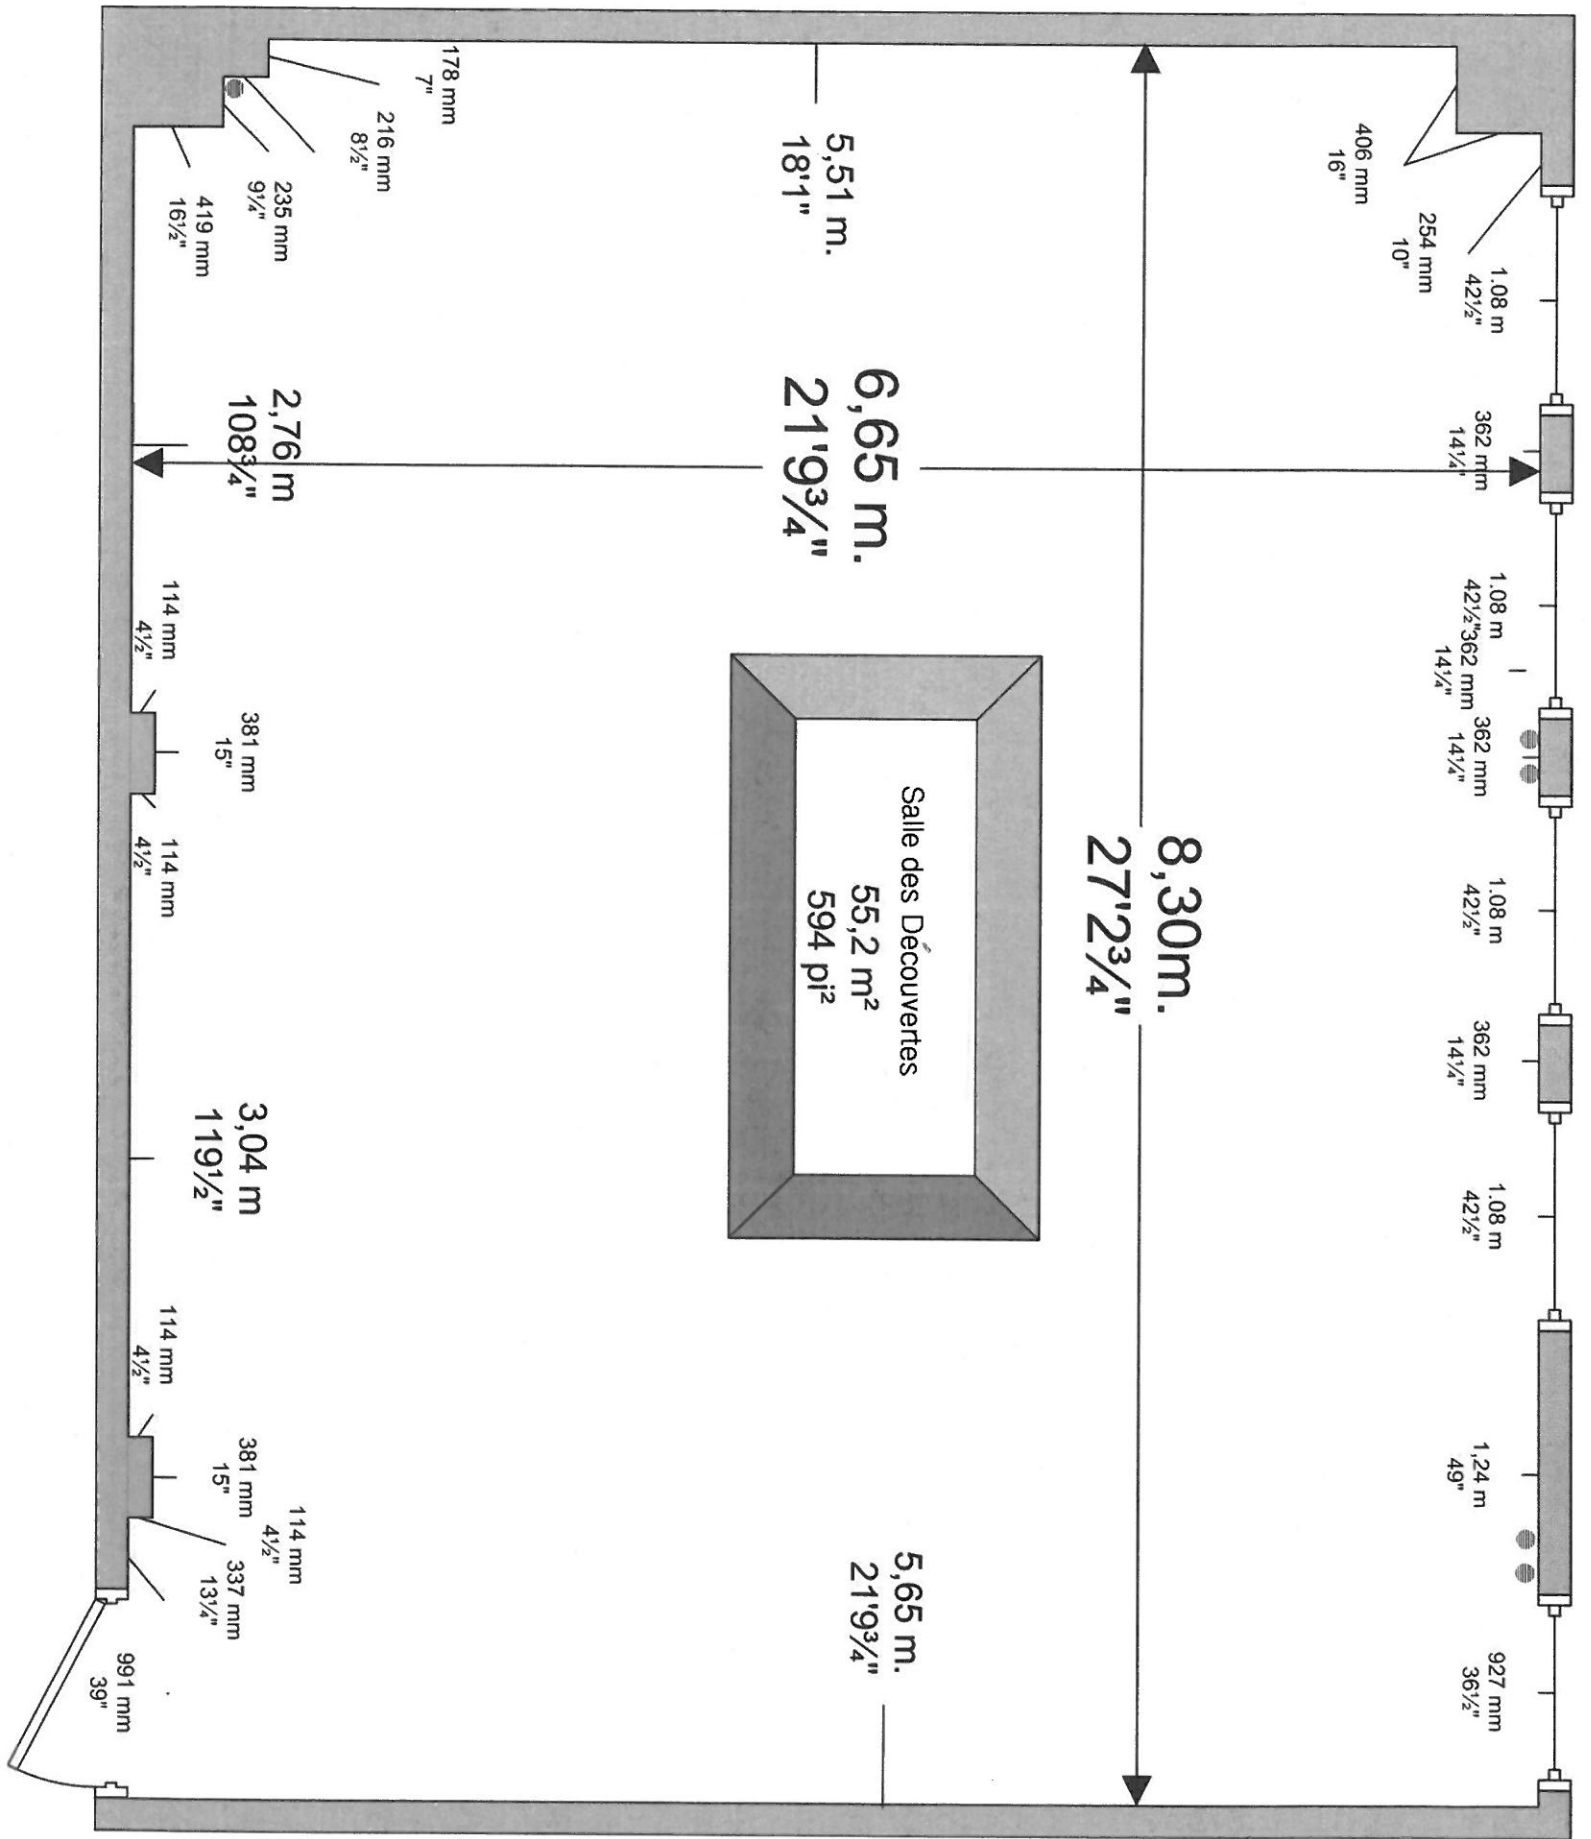 1.08 m
42½"
362 mm
14¼"
1.08 m
42½"
362 mm
14¼"
362 mm
14¼"
1.08 m
42½"
362 mm
14¼"
1.08 m
42½"
1,24 m
49"
927 mm
36½"
254 mm
10"
406 mm
16"
8,30m.
27'2¾"
6,65 m.
21'9¾"
5,51 m.
18'1"
Salle des Découvertes
55,2 m²
594 pi²
5,65 m.
21'9¾"
178 mm
7"
216 mm
8½"
235 mm
9¼"
419 mm
16½"
2,76 m
108¾"
114 mm
4½"
381 mm
15"
114 mm
4½"
3,04 m
119½"
114 mm
4½"
381 mm
15"
114 mm
4½"
337 mm
13¼"
991 mm
39"